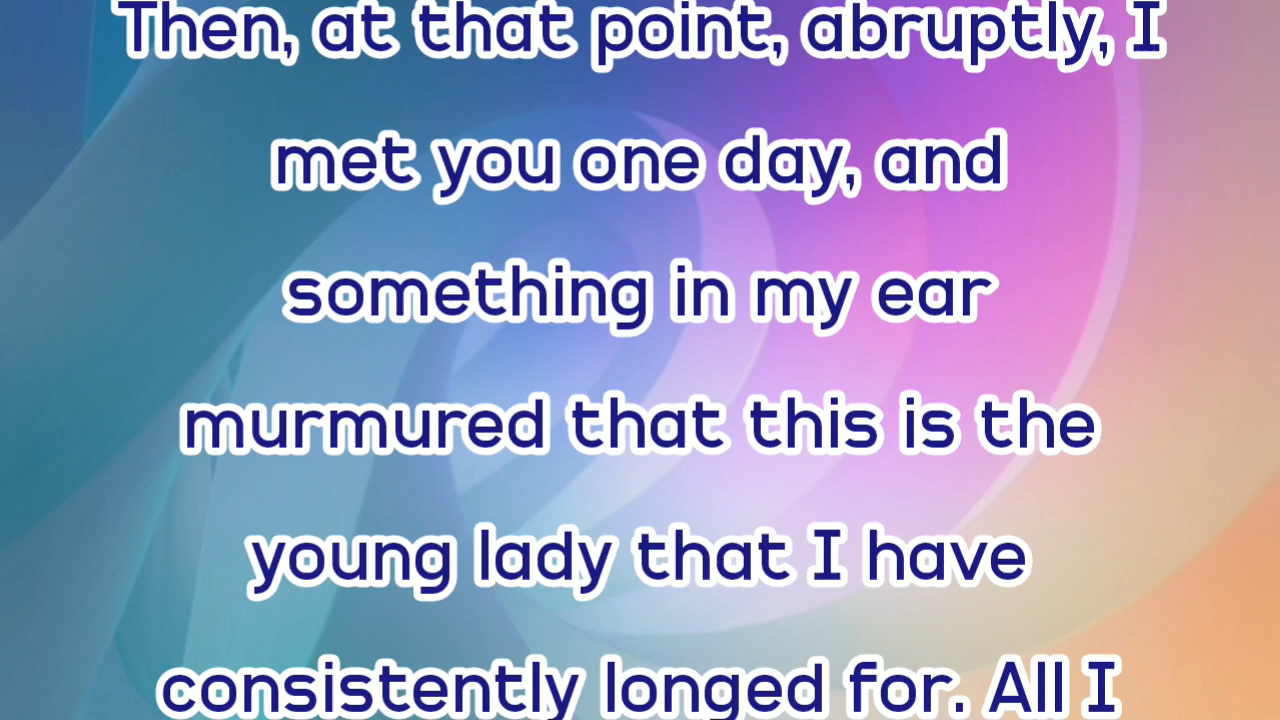 Then, at that point, abruptly, I
met you one day, and
something in my ear
murmured that this is the
young lady that I have
consistently longed for. All I